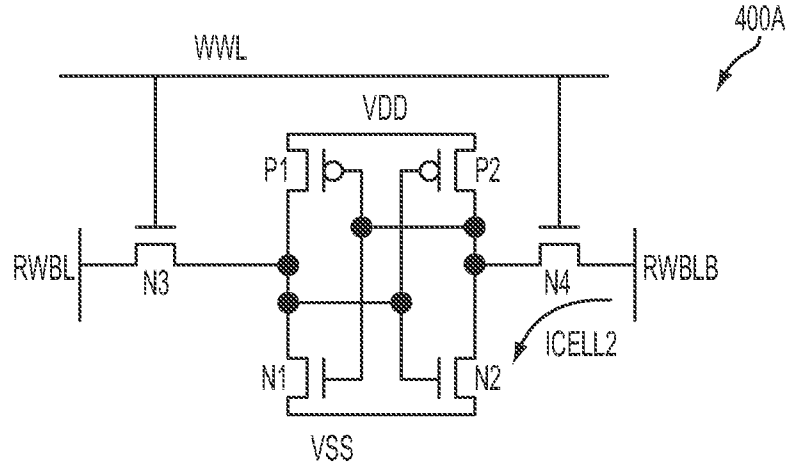 400A
WWL
VDD
P1
P2
RWBL
N3
N4
RWBLB
ICELL2
N1
N2
VSS